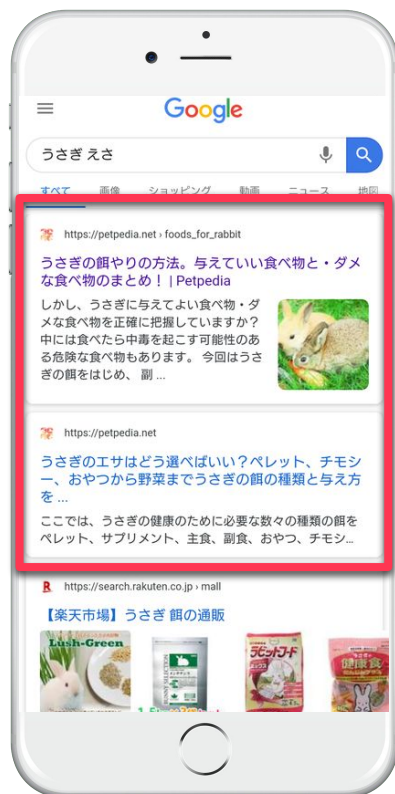 Google
うさぎ えさ
すべて 画像 ショッピング 動画 ニュース 地図
https://petpedia.net › foods_for_rabbit
うさぎの餌やりの方法。与えていい食べ物と・ダメ
な食べ物のまとめ！ | Petpedia
しかし、うさぎに与えてよい食べ物・ダ
メな食べ物を正確に把握していますか？
中には食べたら中毒を起こす可能性のあ
る危険な食べ物もあります。 今回はうさ
ぎの餌をはじめ、 副 ...
https://petpedia.net
うさぎのエサはどう選べばいい？ペレット、チモシ
ー、おやつから野菜までうさぎの餌の種類と与え方
を ...
ここでは、うさぎの健康のために必要な数々の種類の餌を
ペレット、サプリメント、主食、副食、おやつ、チモシ...
R https://search.rakuten.co.jp › mall
【楽天市場】うさぎ 餌の通販
Lush-Green
ラビットフード
健康食